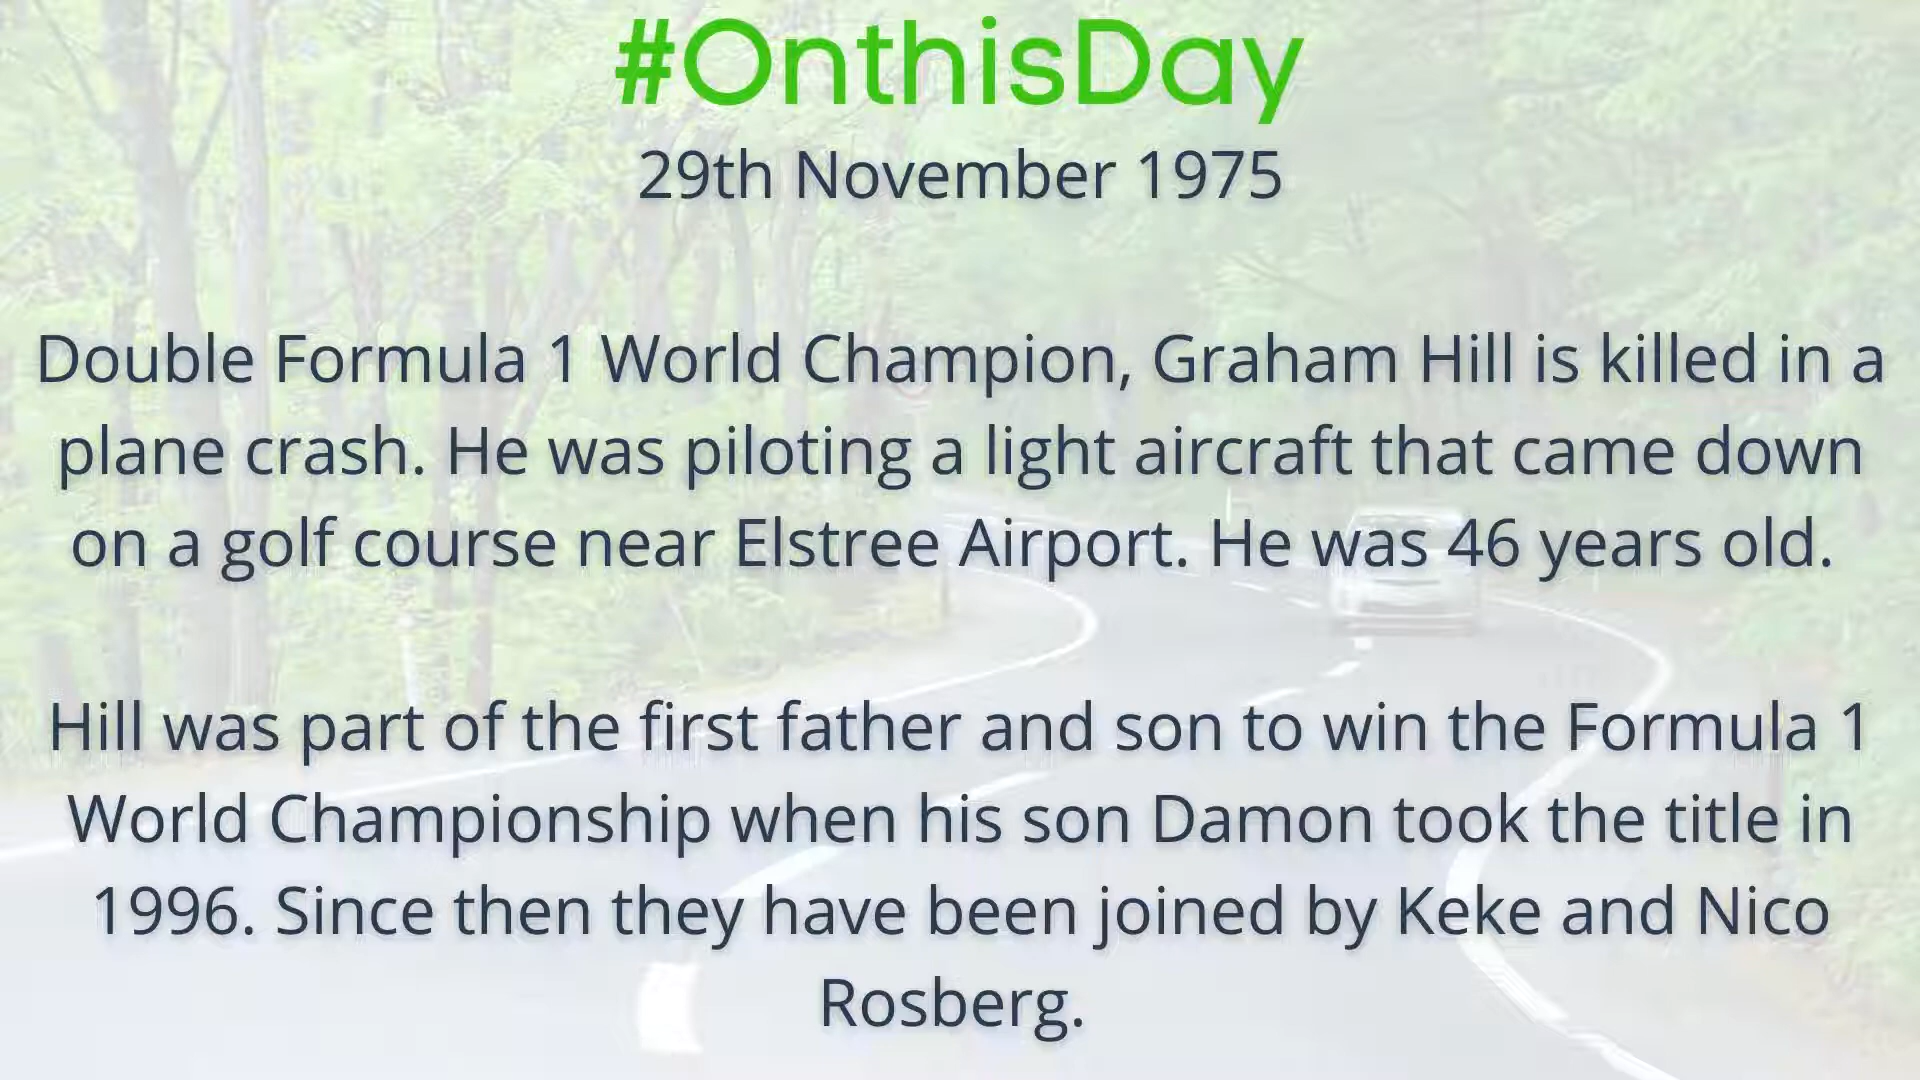 #OnthisDay
29th November 1975
Double Formula 1 World Champion, Graham Hill is killed in a
plane crash. He was piloting a light aircraft that came down
on a golf course near Elstree Airport. He was 46 years old.
Hill was part of the first father and son to win the Formula 1
World Championship when his son Damon took the title in
1996. Since then they have been joined by Keke and Nico
Rosberg.